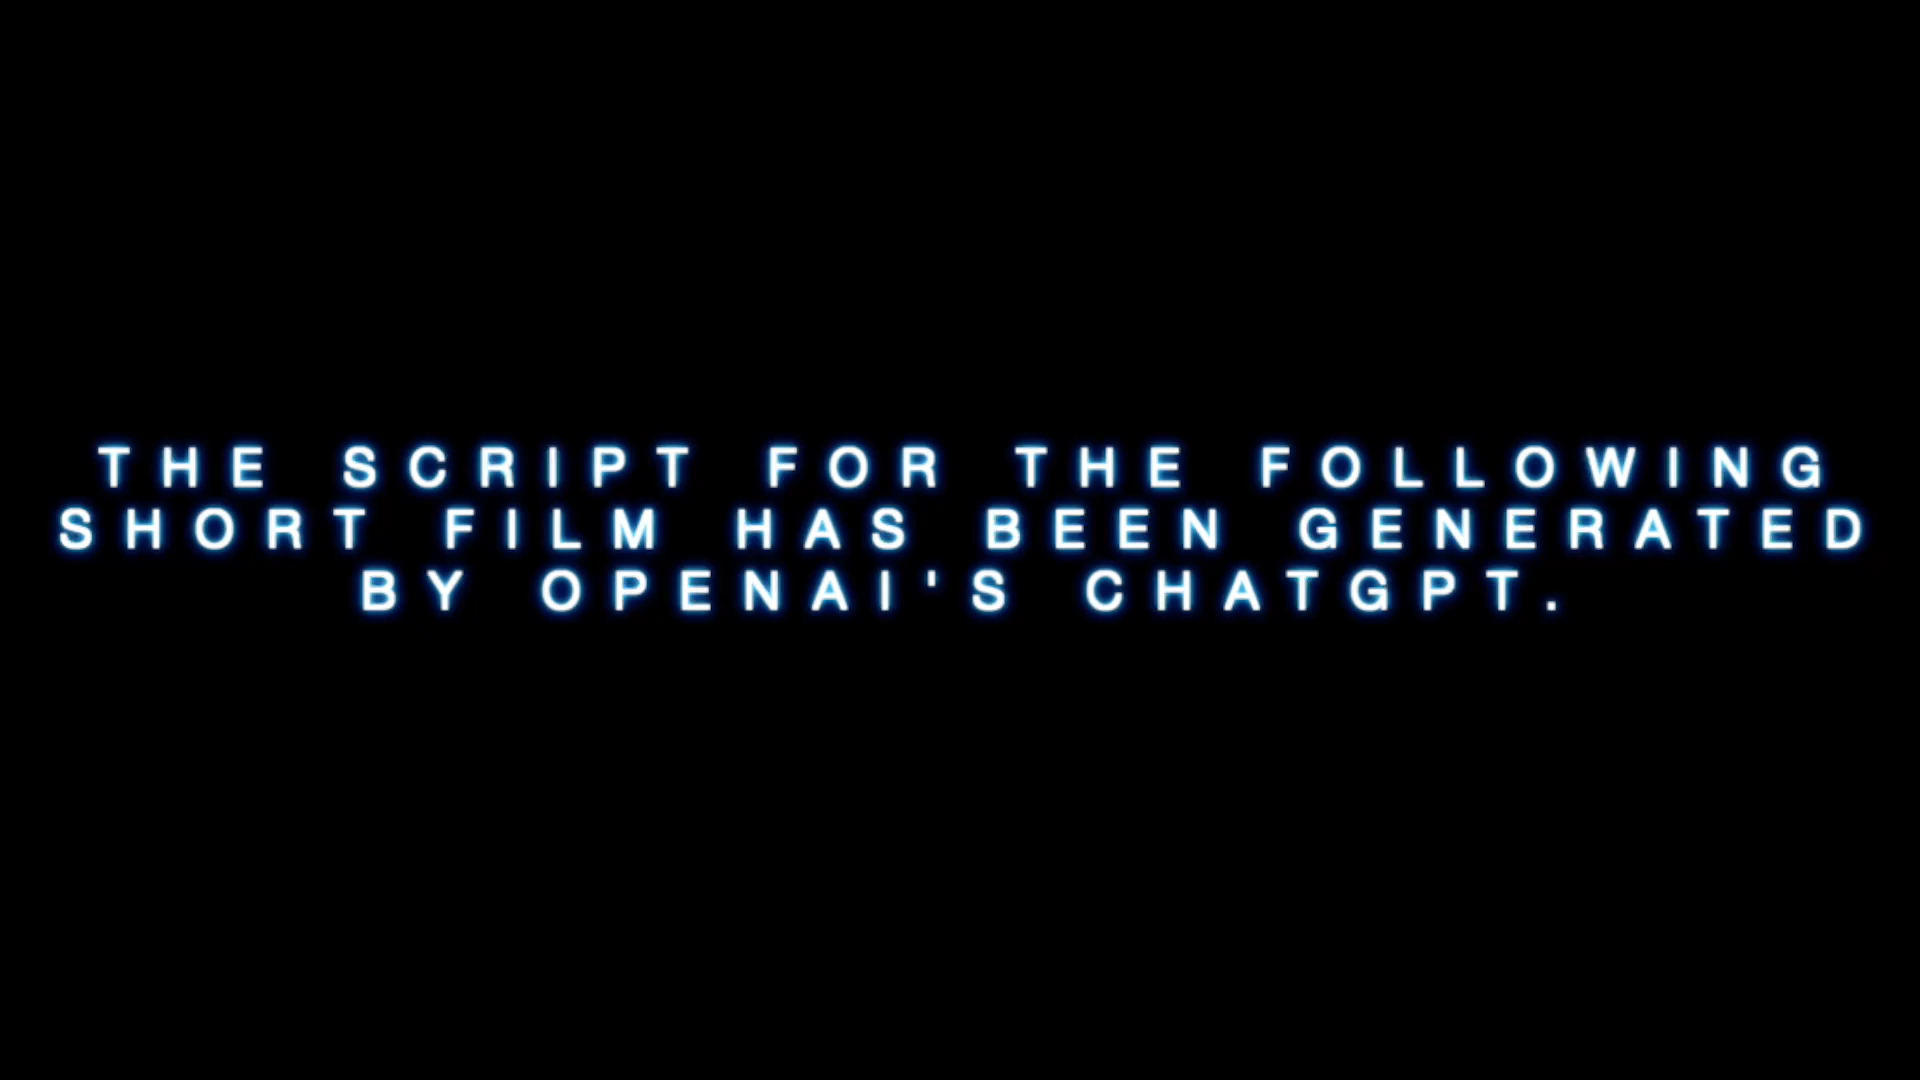 THE SCRIPT FOR THE FOLLOWING
SHORT FILM HAS BEEN GENERATED
BY OPENAI'S CHATGPT.